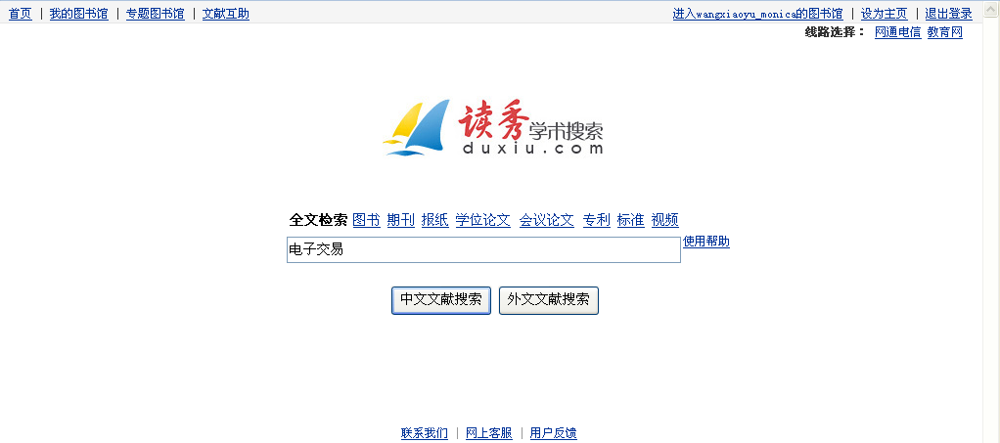 首页 | 我的图书馆 | 专题图书馆 | 文献互助 进入wangxiaoyu_monica的图书馆 | 设为主页 | 退出登录
线路选择： 网通电信 教育网
读秀学术搜索
duxiu.com
全文检索 图书 期刊 报纸 学位论文 会议论文 专利 标准 视频
电子交易 使用帮助
中文文献搜索 外文文献搜索
联系我们 | 网上客服 | 用户反馈